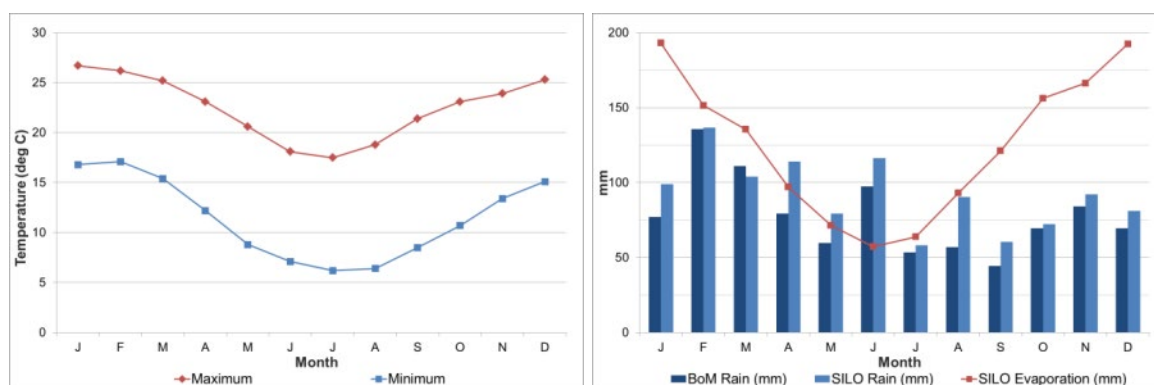 30
25
20
15
10
5
0
Temperature (deg C)
J F M A M J J A S O N D
Month
Maximum Minimum
200
150
100
50
0
mm
J F M A M J J A S O N D
Month
BoM Rain (mm) SILO Rain (mm) SILO Evaporation (mm)